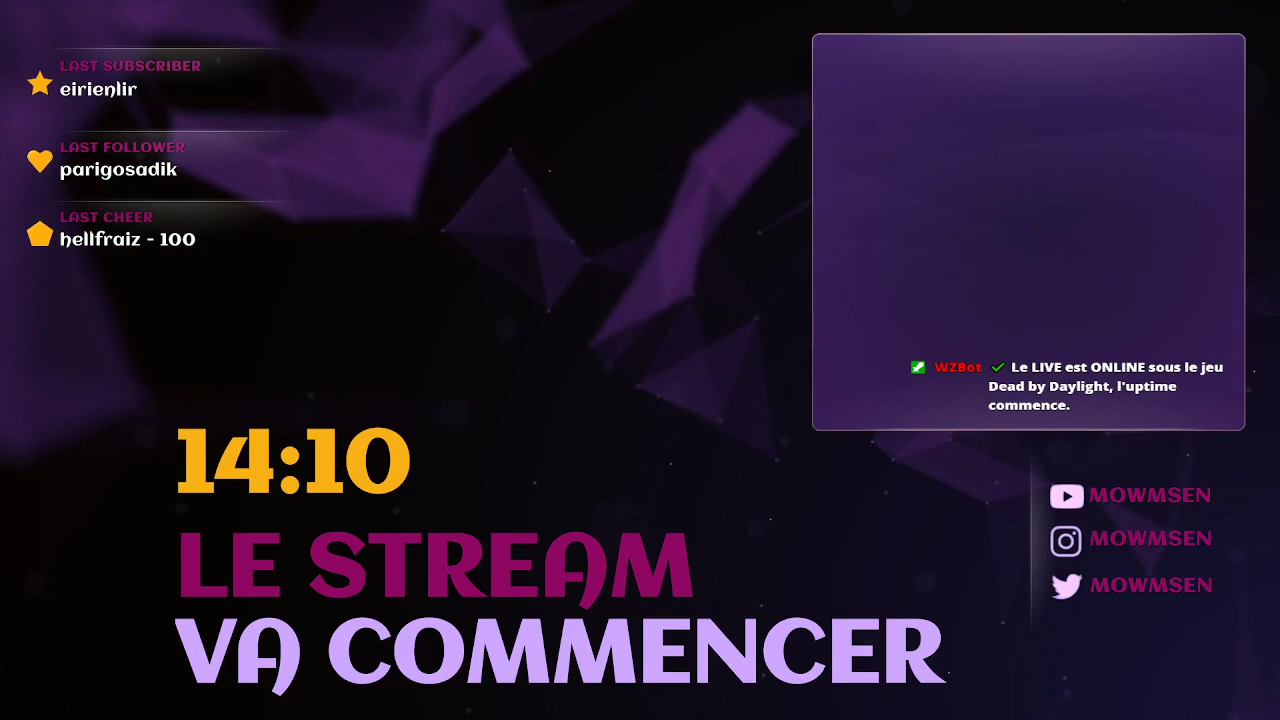 LAST SUBSCRIBER
eirienlir
LAST FOLLOWER
parigosadik
LAST CHEER
hellfraiz - 100
WZBot Le LIVE est ONLINE sous le jeu
Dead by Daylight, l'uptime
commence.
14:10
LE STREAM
VA COMMENCER
MOWMSEN
MOWMSEN
MOWMSEN